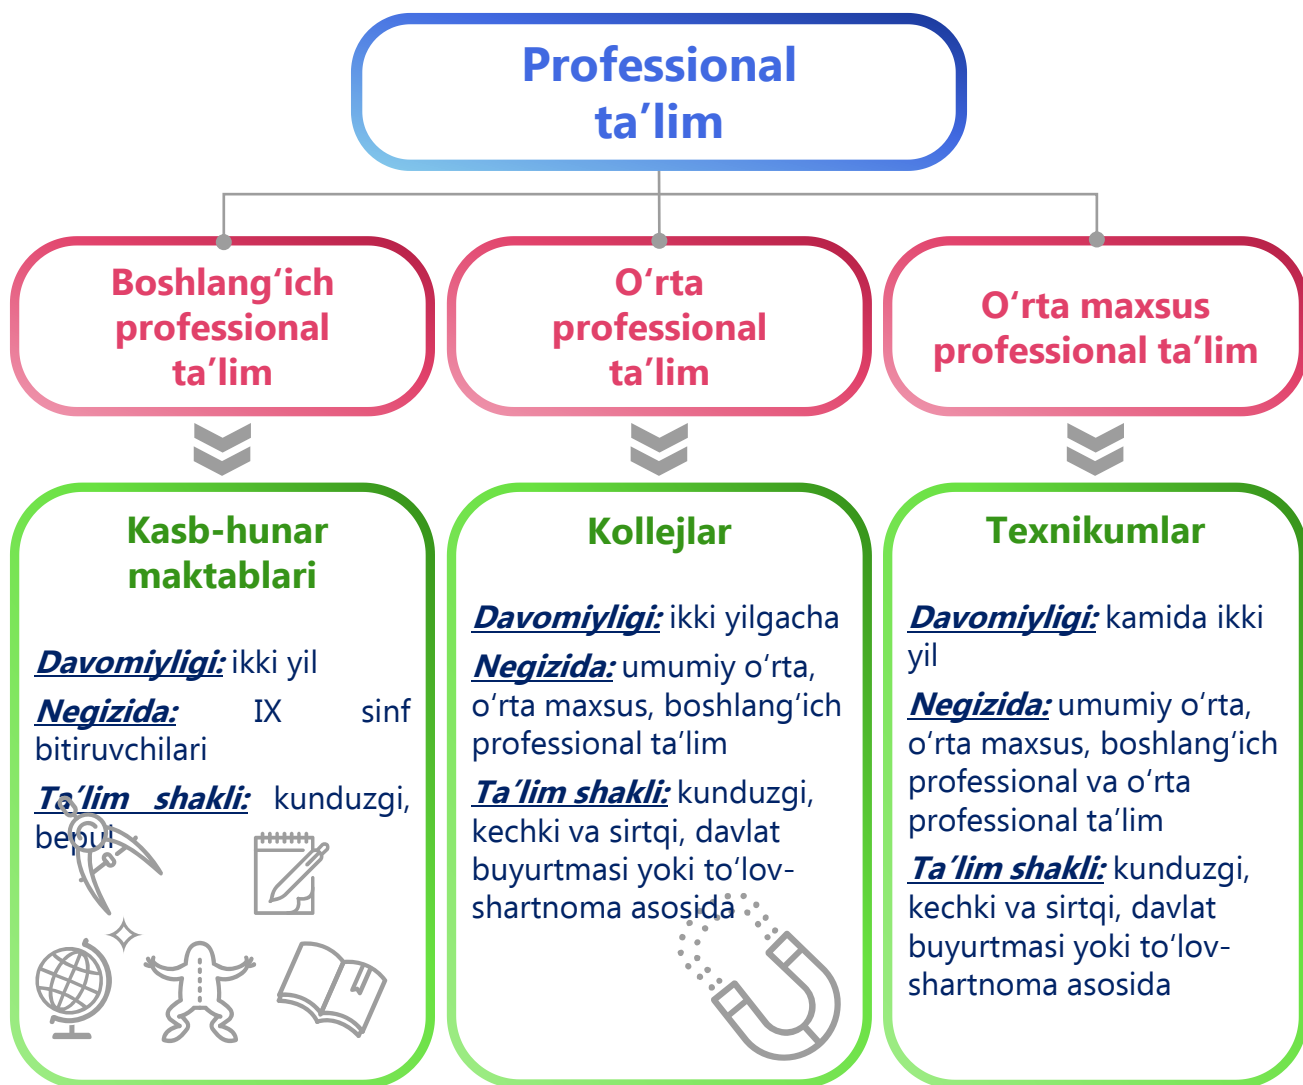 Professional
ta’lim
Boshlang‘ich
professional
ta’lim
O‘rta
professional
ta’lim
O‘rta maxsus
professional ta’lim
Kasb-hunar
maktablari
Davomiyligi: ikki yil
Negizida: IX sinf
bitiruvchilari
Ta’lim shakli: kunduzgi,
bepul
Kollejlar
Davomiyligi: ikki yilgacha
Negizida: umumiy o‘rta,
o‘rta maxsus, boshlang‘ich
professional ta’lim
Ta’lim shakli: kunduzgi,
kechki va sirtqi, davlat
buyurtmasi yoki to‘lov-
shartnoma asosida
Texnikumlar
Davomiyligi: kamida ikki
yil
Negizida: umumiy o‘rta,
o‘rta maxsus, boshlang‘ich
professional va o‘rta
professional ta’lim
Ta’lim shakli: kunduzgi,
kechki va sirtqi, davlat
buyurtmasi yoki to‘lov-
shartnoma asosida